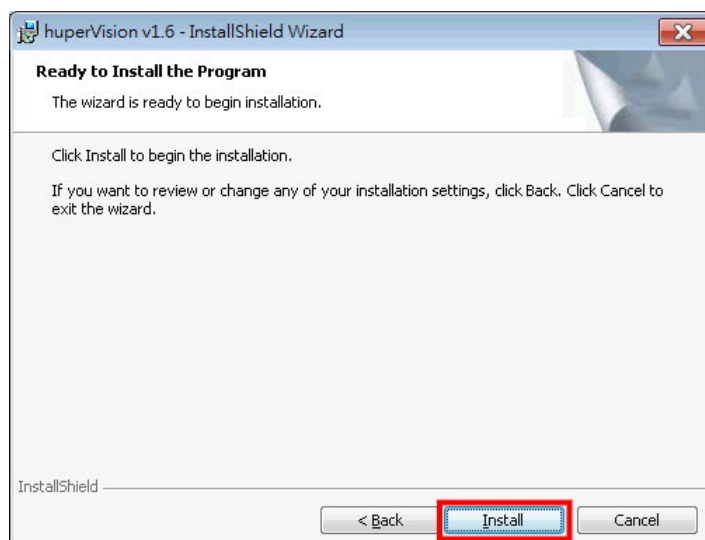 huperVision v1.6 - InstallShield Wizard
Ready to Install the Program
The wizard is ready to begin installation.
Click Install to begin the installation.
If you want to review or change any of your installation settings, click Back. Click Cancel to
exit the wizard.
InstallShield
< Back Install Cancel